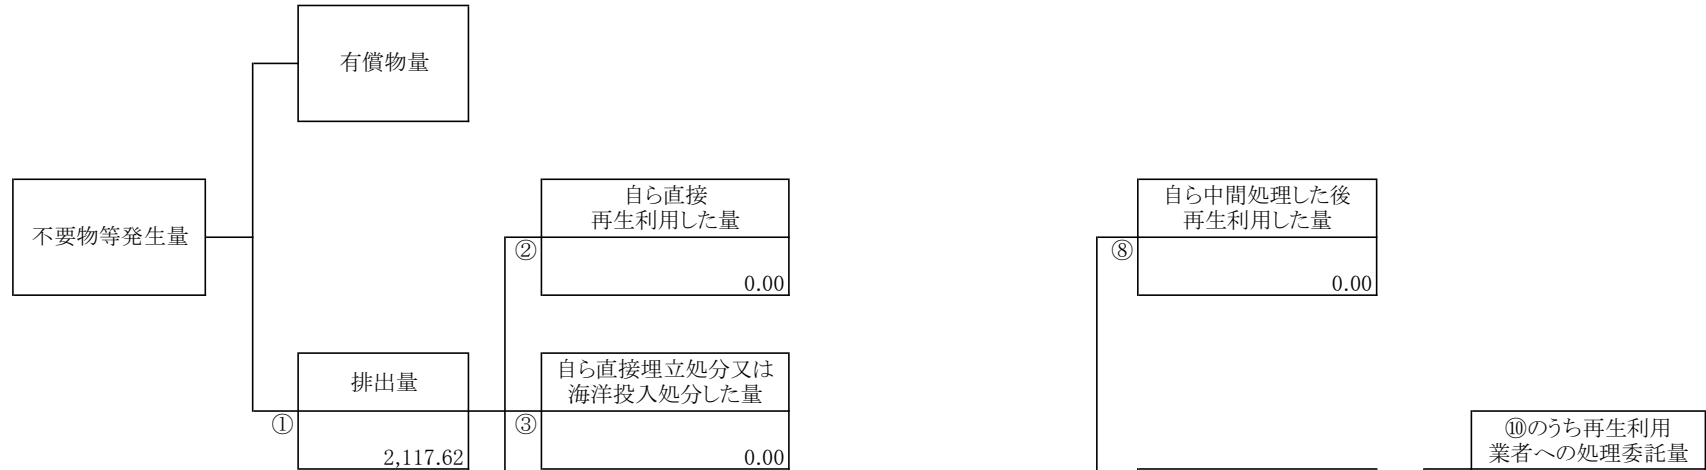 有償物量
不要物等発生量
自ら直接
再生利用した量
②
0.00
自ら中間処理した後
再生利用した量
⑧
0.00
排出量
①
2,117.62
自ら直接埋立処分又は
海洋投入処分した量
③
0.00
⑩のうち再生利用
業者への処理委託量